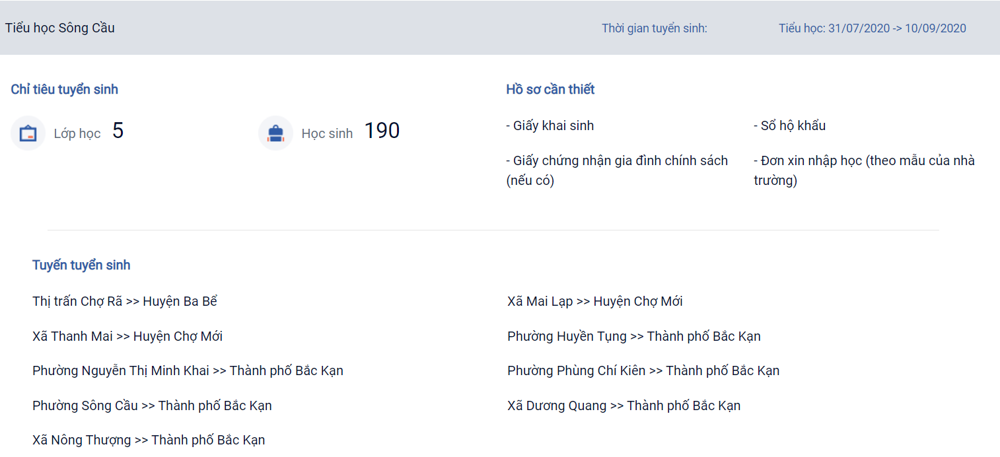 Tiểu học Sông Cầu
Thời gian tuyển sinh:
Tiểu học: 31/07/2020 -> 10/09/2020
Chỉ tiêu tuyển sinh
Lớp học 5
Học sinh 190
Hồ sơ cần thiết
- Giấy khai sinh
- Sổ hộ khẩu
- Giấy chứng nhận gia đình chính sách
(nếu có)
- Đơn xin nhập học (theo mẫu của nhà
trường)
Tuyến tuyển sinh
Thị trấn Chợ Rã >> Huyện Ba Bể
Xã Mai Lạp >> Huyện Chợ Mới
Xã Thanh Mai >> Huyện Chợ Mới
Phường Huyền Tụng >> Thành phố Bắc Kạn
Phường Nguyễn Thị Minh Khai >> Thành phố Bắc Kạn
Phường Phùng Chí Kiên >> Thành phố Bắc Kạn
Phường Sông Cầu >> Thành phố Bắc Kạn
Xã Dương Quang >> Thành phố Bắc Kạn
Xã Nông Thượng >> Thành phố Bắc Kạn